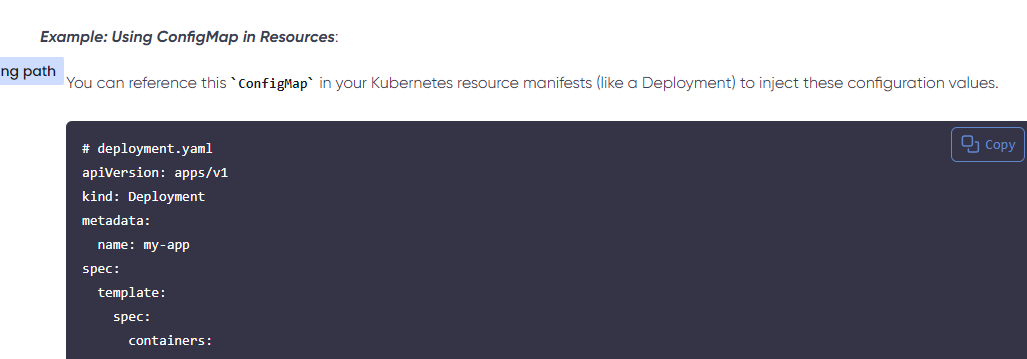 Example: Using ConfigMap in Resources:
ng path
You can reference this `ConfigMap` in your Kubernetes resource manifests (like a Deployment) to inject these configuration values.
Copy
# deployment.yaml
apiVersion: apps/v1
kind: Deployment
metadata:
  name: my-app
spec:
  template:
    spec:
      containers: